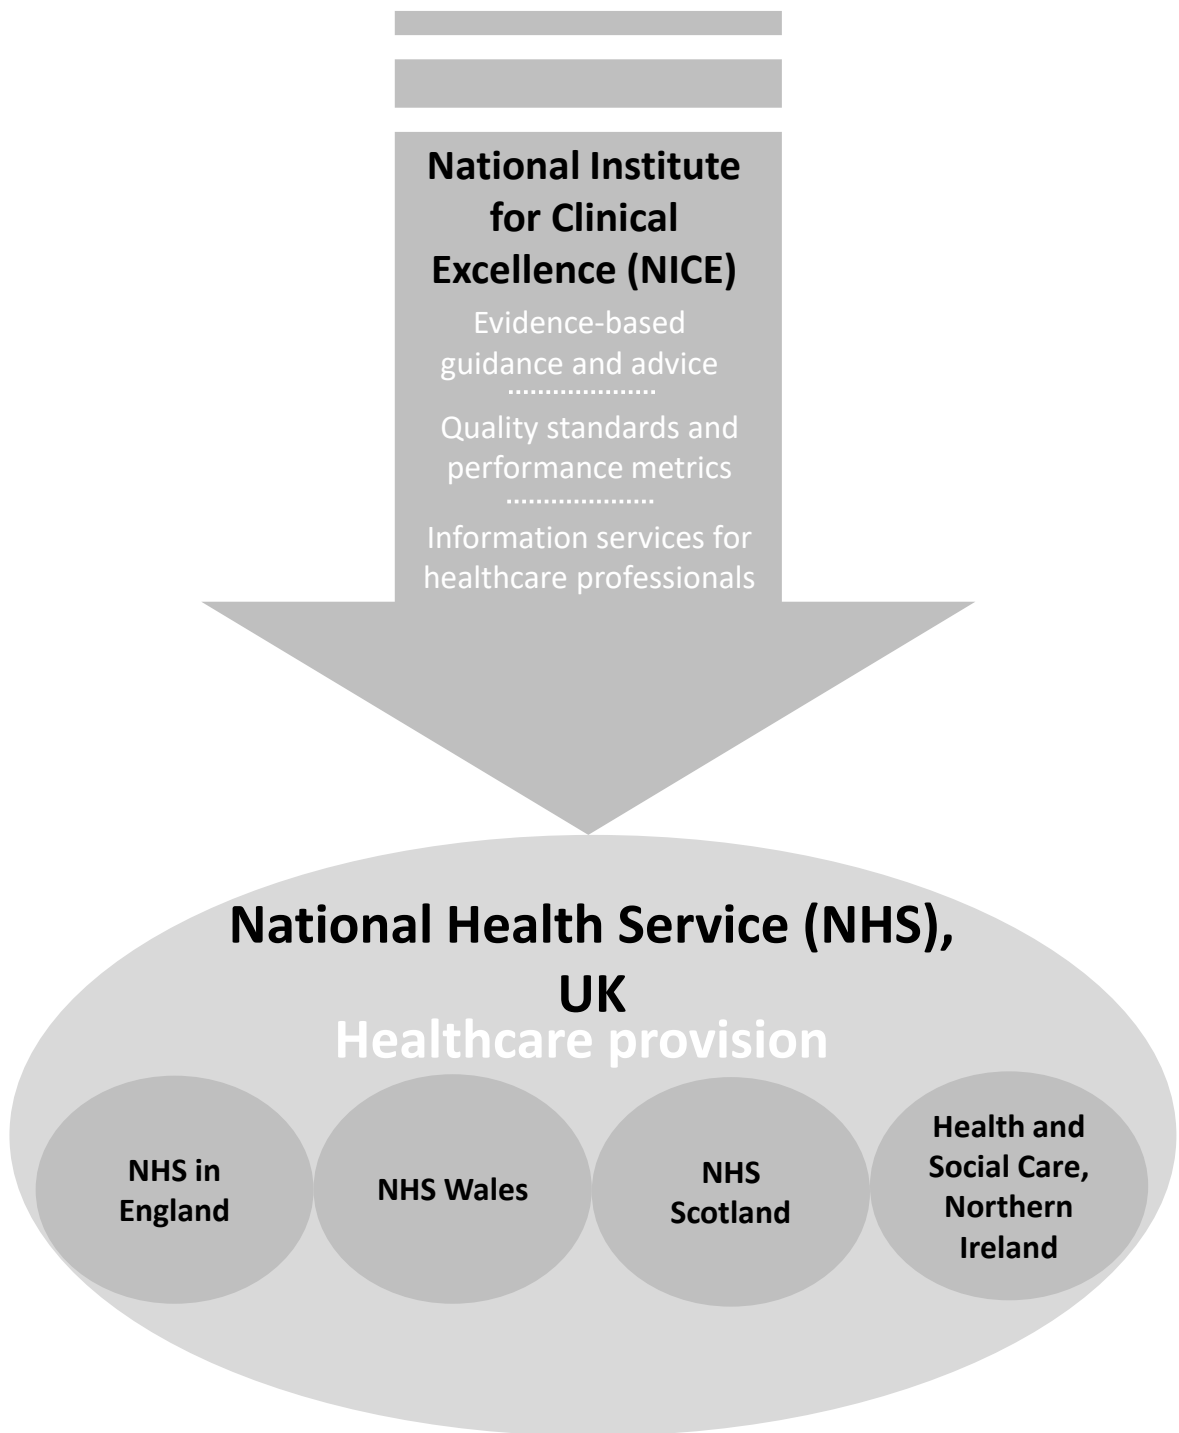 National Institute
for Clinical
Excellence (NICE)
Evidence-based
guidance and advice
Quality standards and
performance metrics
Information services for
healthcare professionals
National Health Service (NHS),
UK
Healthcare provision
NHS in
England
NHS Wales
NHS
Scotland
Health and
Social Care,
Northern
Ireland